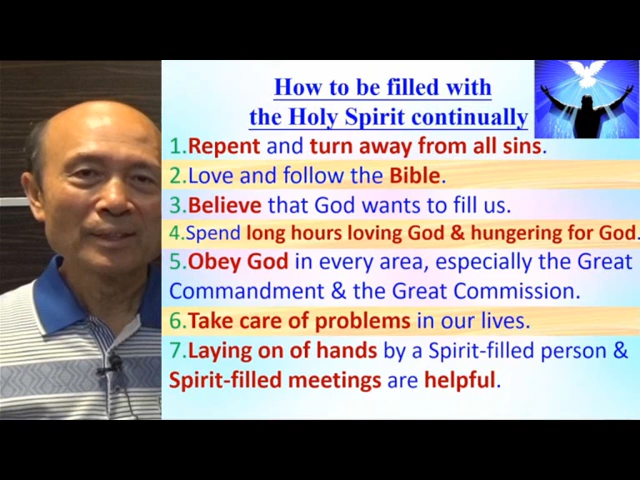 How to be filled with
the Holy Spirit continually
1.Repent and turn away from all sins.
2.Love and follow the Bible.
3.Believe that God wants to fill us.
4.Spend long hours loving God & hungering for God.
5.Obey God in every area, especially the Great
Commandment & the Great Commission.
6.Take care of problems in our lives.
7.Laying on of hands by a Spirit-filled person &
Spirit-filled meetings are helpful.